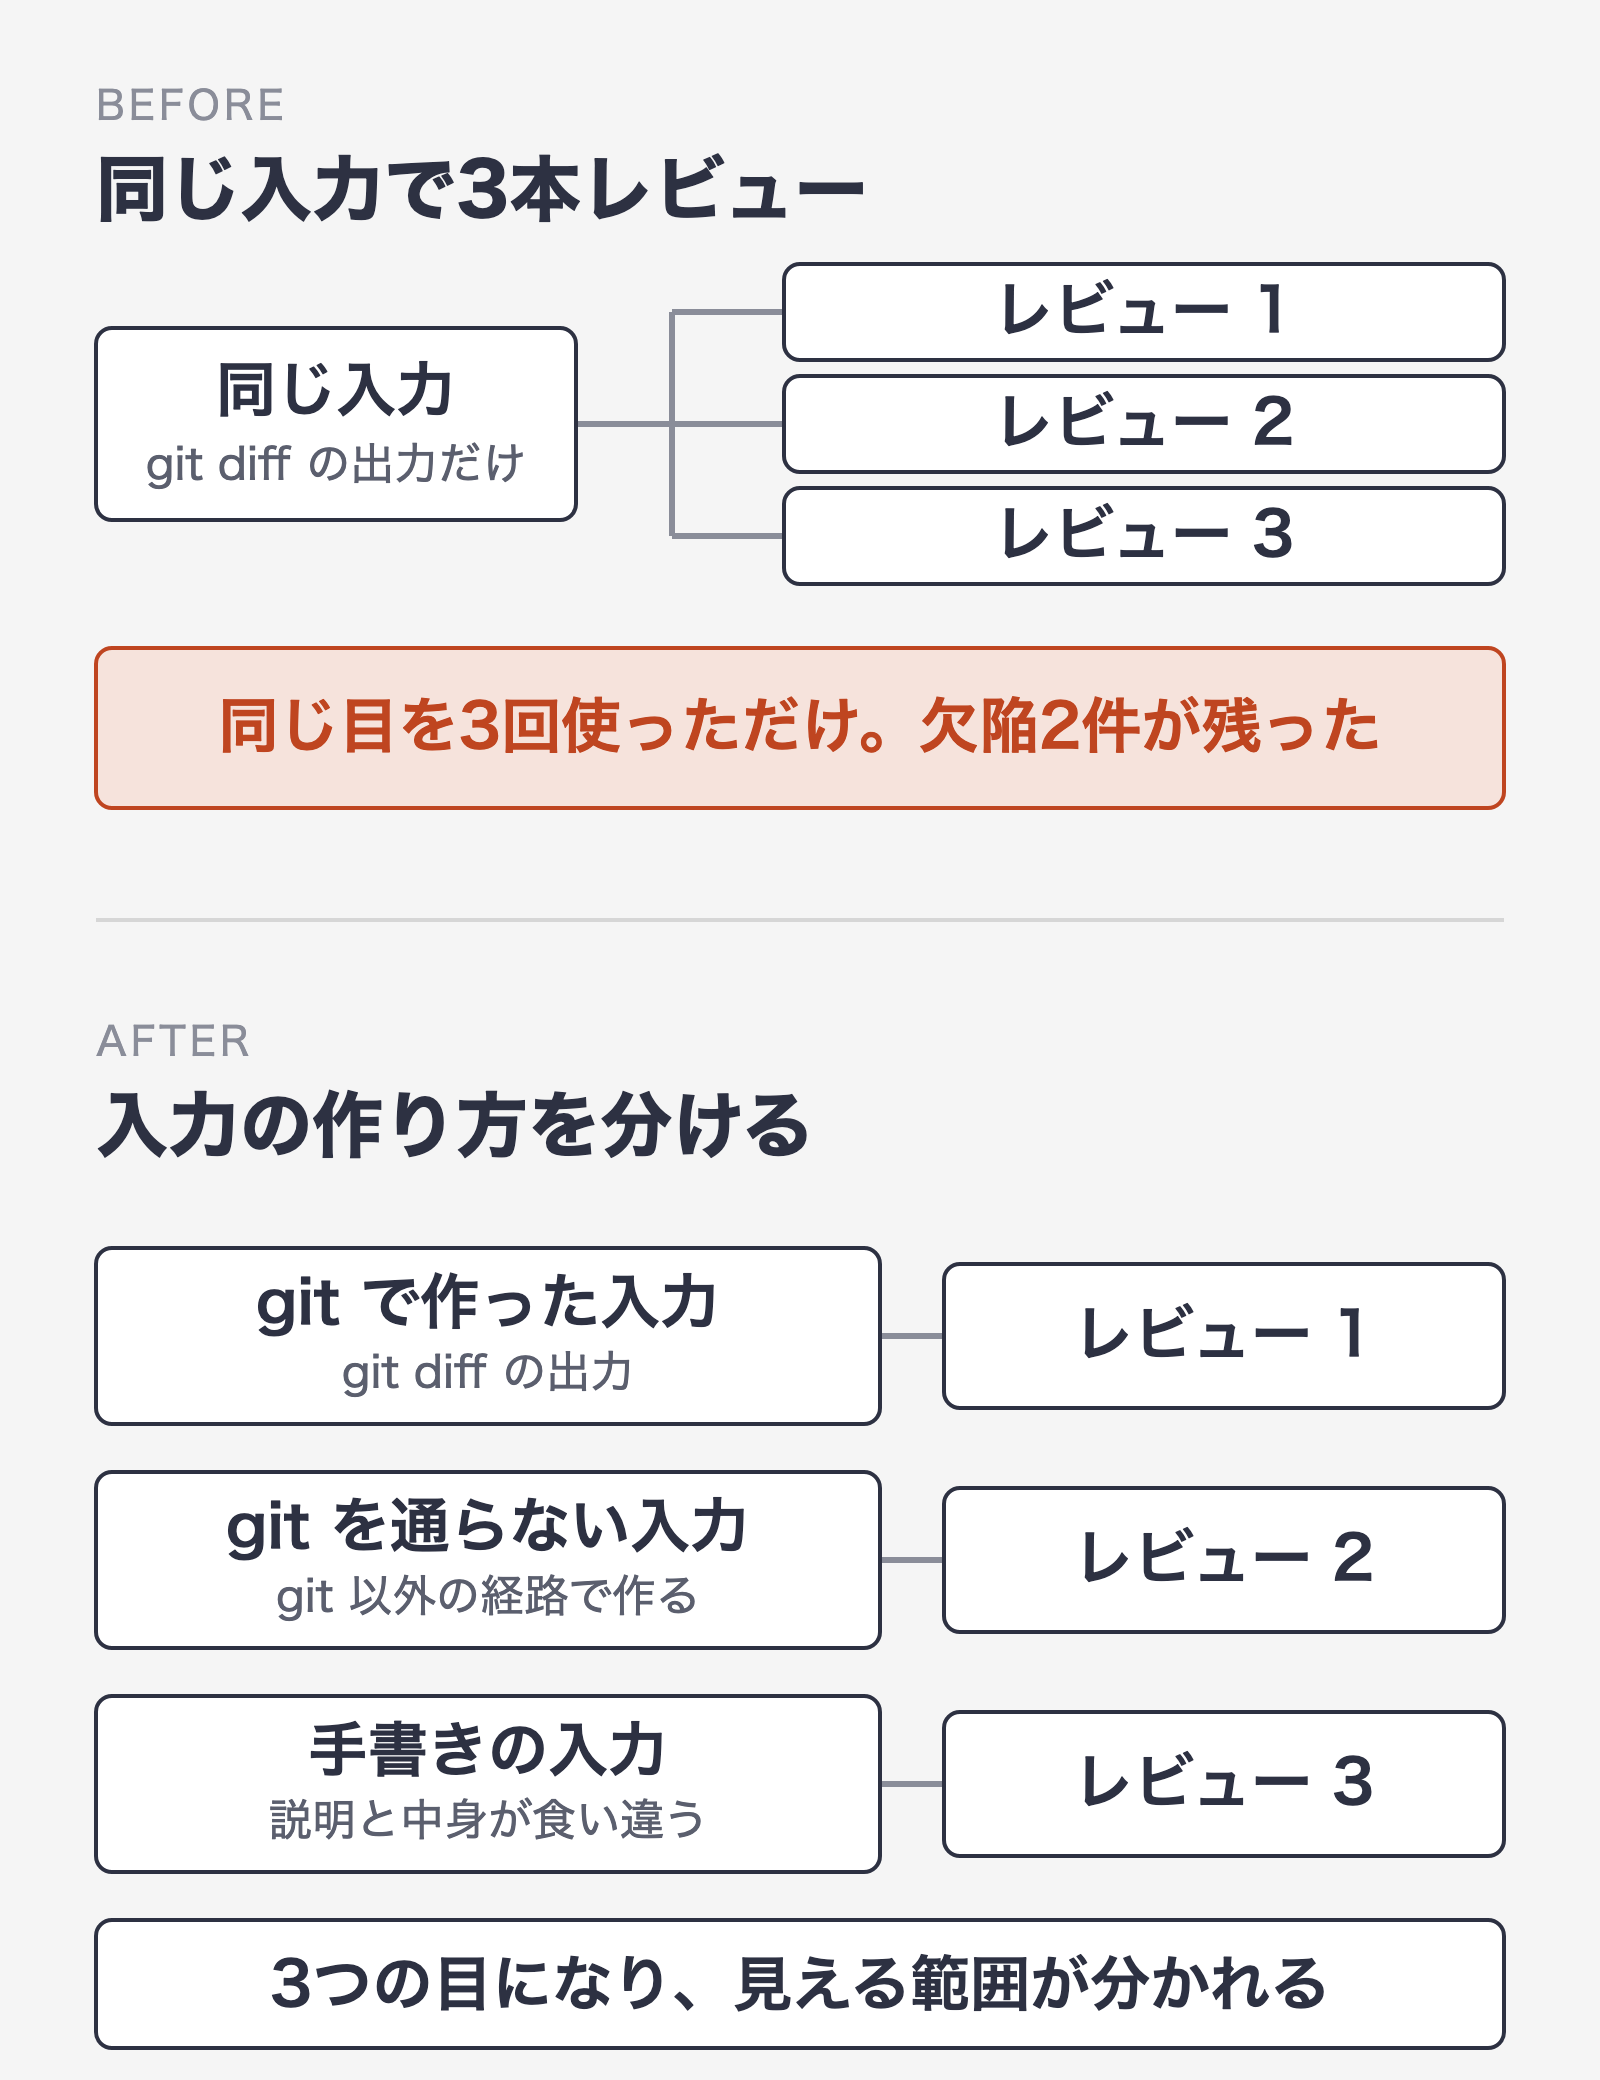 BEFORE
同じ入力で3本レビュー
同じ入力
git diff の出力だけ
レビュー 1
レビュー 2
レビュー 3
同じ目を3回使っただけ。欠陥2件が残った
AFTER
入力の作り方を分ける
git で作った入力
git diff の出力
レビュー 1
git を通らない入力
git 以外の経路で作る
レビュー 2
手書きの入力
説明と中身が食い違う
レビュー 3
3つの目になり、見える範囲が分かれる